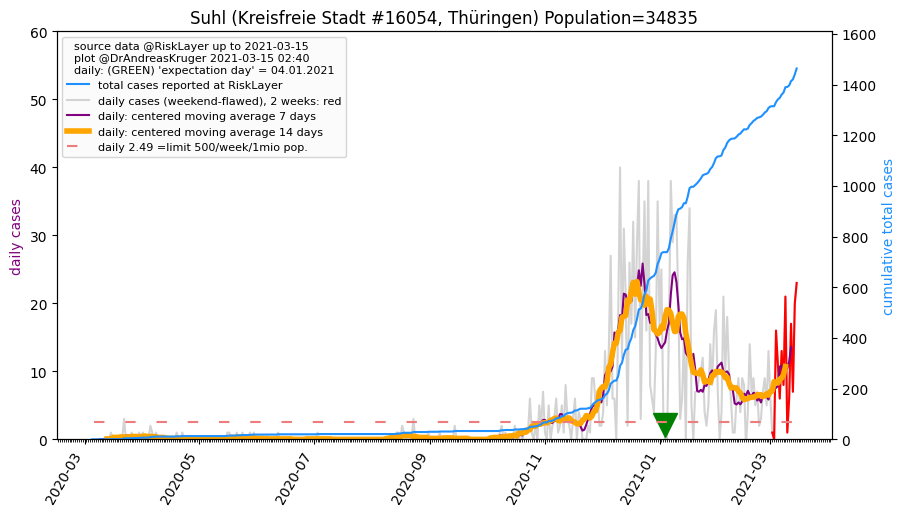 Suhl (Kreisfreie Stadt #16054, Thüringen) Population=34835
source data @RiskLayer up to 2021-03-15
plot @DrAndreasKruger 2021-03-15 02:40
daily: (GREEN) 'expectation day' = 04.01.2021
total cases reported at RiskLayer
daily cases (weekend-flawed), 2 weeks: red
daily: centered moving average 7 days
daily: centered moving average 14 days
daily 2.49 =limit 500/week/1mio pop.
daily cases
60
50
40
30
20
10
0
1600
1400
1200
1000
800
600
400
200
0
cumulative total cases
2020-03
2020-05
2020-07
2020-09
2020-11
2021-01
2021-03